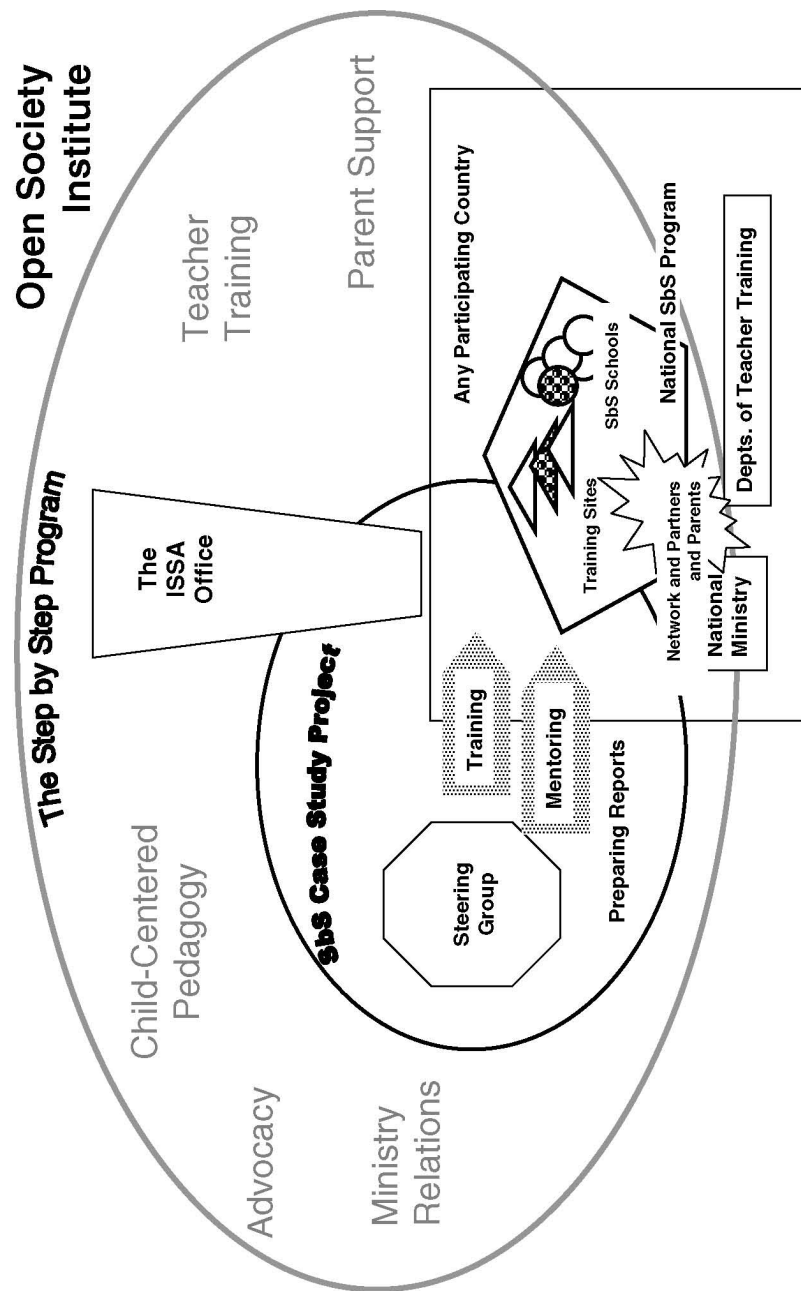 Open Society
Institute
The Step by Step Program
Teacher
Training
Parent Support
The
ISSA
Office
Child-Centered
Pedagogy
Advocacy
Ministry
Relations
SbS Case Study Project
Steering
Group
Training
Mentoring
Preparing Reports
Any Participating Country
SbS Schools
Training Sites
National SbS Program
Network and Partners
and Parents
National
Ministry
Depts. of Teacher Training